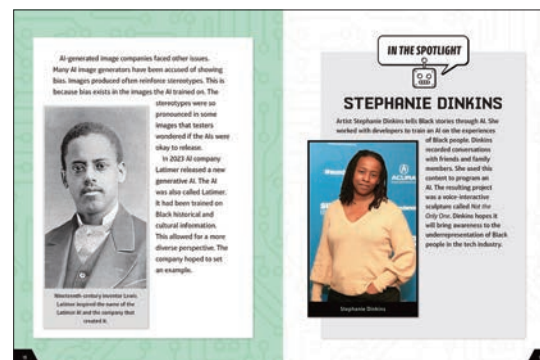 AI-generated image companies faced other issues.
Many AI image generators have been accused of showing
bias. Images produced often reinforce stereotypes. This is
because bias exists in the images the AI trained on. The
stereotypes were so
pronounced in some
images that testers
wondered if the AIs were
okay to release.
In 2023 AI company
Latimer released a new
generative AI. The AI
was also called Latimer.
It had been trained on
Black historical and
cultural information.
This allowed for a more
diverse perspective. The
company hoped to set
an example.
Nineteenth-century inventor Lewis
Latimer inspired the name of the
Latimer AI and the company that
created it.
IN THE SPOTLIGHT
STEPHANIE DINKINS
Artist Stephanie Dinkins tells Black stories through AI. She
worked with developers to train an AI on the experiences
of Black people. Dinkins
recorded conversations
with friends and family
members. She used this
content to program an
AI. The resulting project
was a voice-interactive
sculpture called Not the
Only One. Dinkins hopes it
will bring awareness to the
underrepresentation of Black
people in the tech industry.
ACURA
Stephanie Dinkins